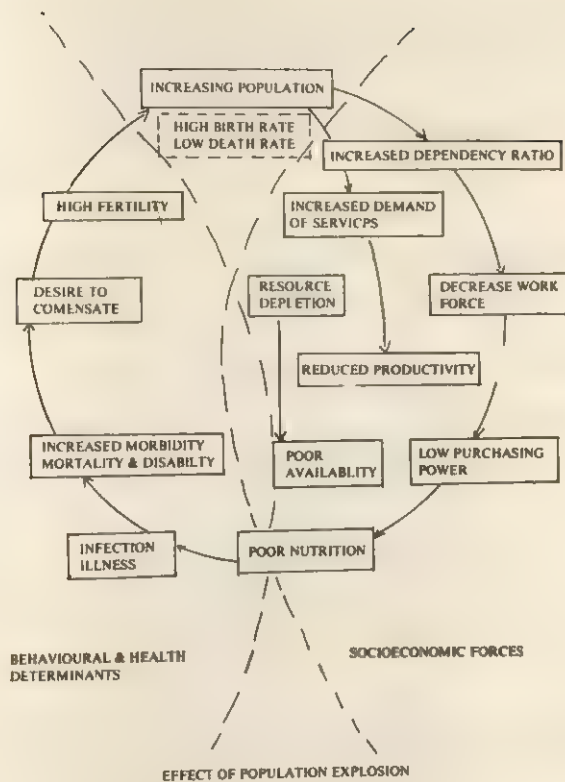 INCREASING POPULATION
HIGH BIRTH RATE
LOW DEATH RATE
INCREASED DEPENDENCY RATIO
HIGH FERTILITY
INCREASED DEMAND
OF SERVICPS
DESIRE TO
COMENSATE
RESOURCE
DEPLETION
DECREASE WORK
FORCE
REDUCED PRODUCTIVITY
INCREASED MORBIDITY
MORTALITY & DISABILTY
POOR
AVAILABLITY
LOW PURCHASING
POWER
INFECTION
ILLNESS
POOR NUTRITION
BEHAVIOURAL & HEALTH
DETERMINANTS
SOCIOECONOMIC FORCES
EFFECT OF POPULATION EXPLOSION